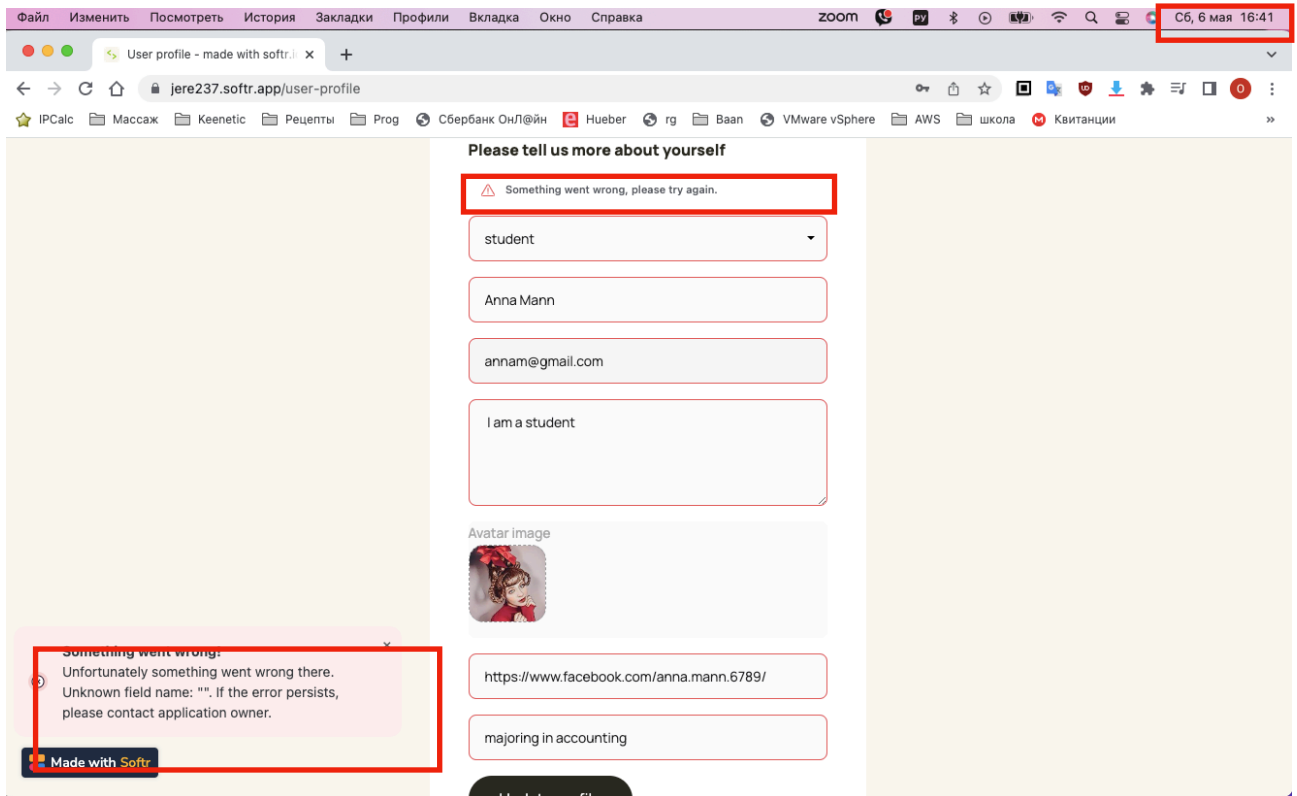 Файл Изменить Посмотреть История Закладки Профили Вкладка Окно Справка zoom РУ Сб, 6 мая 16:41
User profile - made with softr.i
jere237.softr.app/user-profile О
IPCalc Массаж Keenetic Рецепты Prog Сбербанк ОнЛ@йн Hueber rg Baan VMware vSphere AWS школа Квитанции
Please tell us more about yourself
Something went wrong, please try again.
student
Anna Mann
annam@gmail.com
I am a student
Avatar image
Something went wrong!
Unfortunately something went wrong there.
Unknown field name: "". If the error persists,
please contact application owner.
https://www.facebook.com/anna.mann.6789/
majoring in accounting
Made with Softr